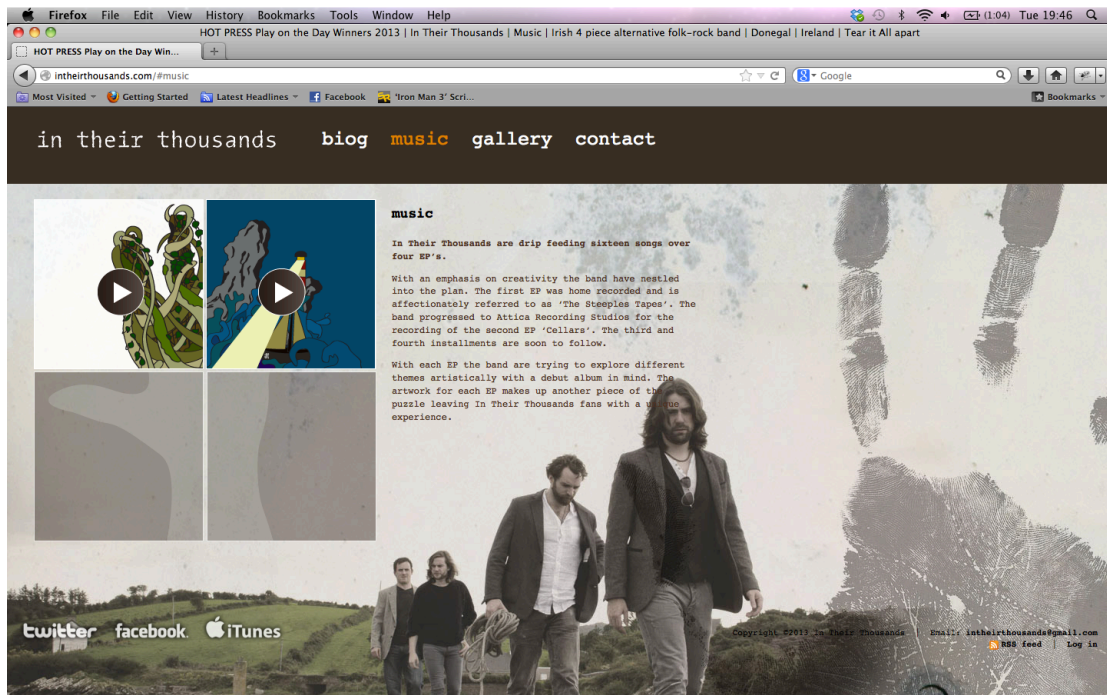 Firefox File Edit View History Bookmarks Tools Window Help (1:04) Tue 19:46
HOT PRESS Play on the Day Winners 2013 | In Their Thousands | Music | Irish 4 piece alternative folk-rock band | Donegal | Ireland | Tear it All apart
HOT PRESS Play on the Day Win...
intheirthousands.com/#music Google
Most Visited Getting Started Latest Headlines Facebook 'Iron Man 3' Scri... Bookmarks
in their thousands biog music gallery contact
music
In Their Thousands are drip feeding sixteen songs over
four EP's.
With an emphasis on creativity the band have nestled
into the plan. The first EP was home recorded and is
affectionately referred to as 'The Steeples Tapes'. The
band progressed to Attica Recording Studios for the
recording of the second EP 'Cellars'. The third and
fourth installments are soon to follow.
With each EP the band are trying to explore different
themes artistically with a debut album in mind. The
artwork for each EP makes up another piece of the
puzzle leaving In Their Thousands fans with a unique
experience.
twitter facebook. iTunes
Copyright ©2013 In Their Thousands | Email: intheirthousands@gmail.com
RSS feed | Log in